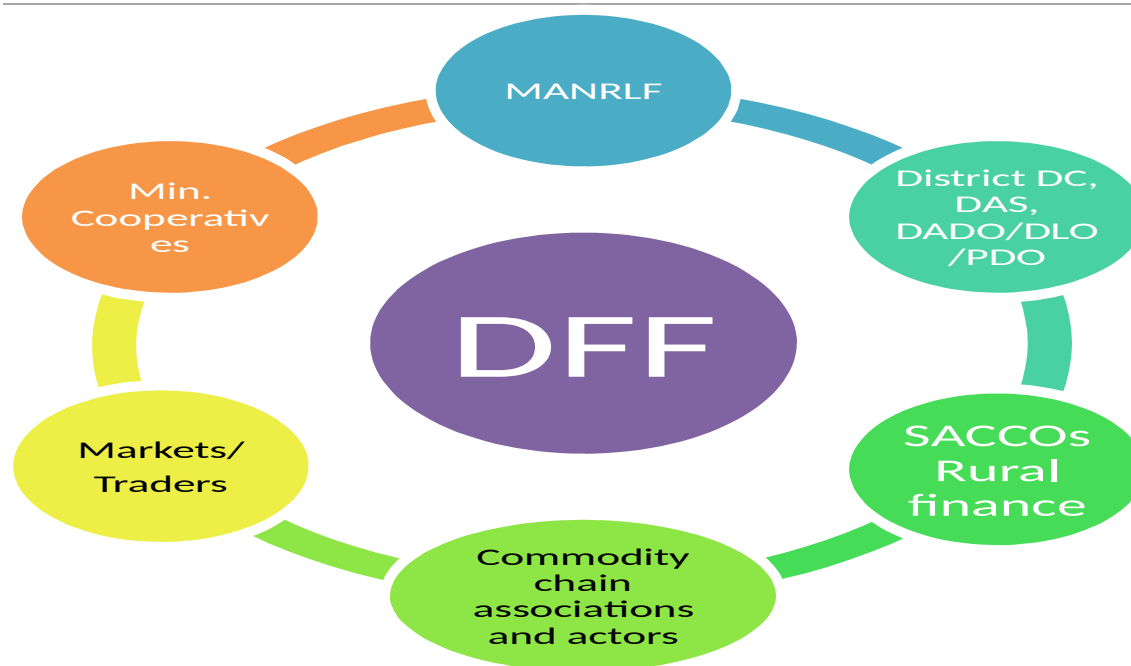 MANRLF
District DC,
DAS,
DADO/DLO
/PDO
SACCOs
Rural
finance
Commodity
chain
associations
and actors
Markets/
Traders
Min.
Cooperativ
es
DFF